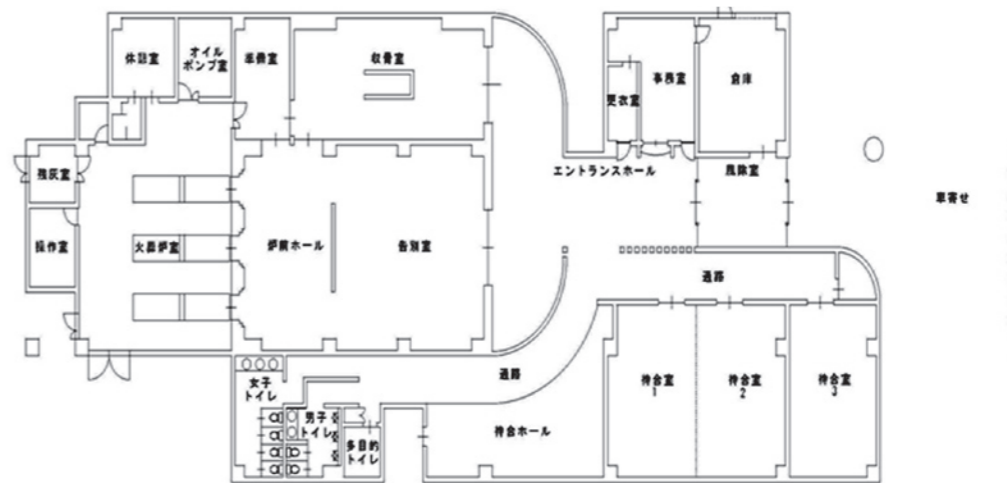 休憩室
オイル
ポンプ室
準備室
収骨室
事務室
更衣室
倉庫
残灰室
エントランスホール
風除室
車寄せ
操作室
火葬炉室
炉前ホール
告別室
通路
通路
女子
トイレ
男子
トイレ
多目的
トイレ
待合ホール
待合室
1
待合室
2
待合室
3